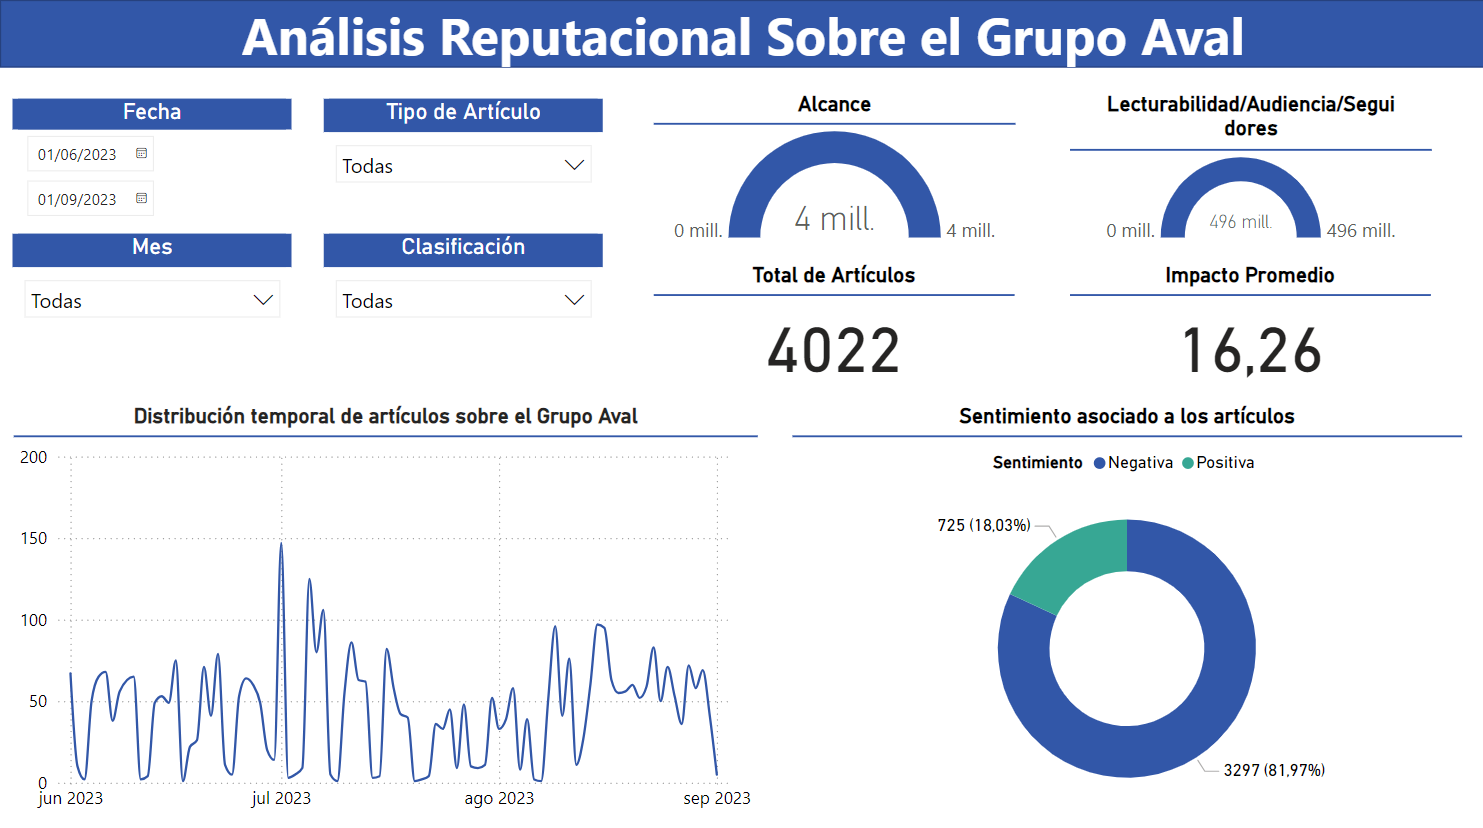 Análisis Reputacional Sobre el Grupo Aval
Fecha
01/06/2023
01/09/2023
Tipo de Artículo
Todas
Mes
Todas
Clasificación
Todas
Alcance
0 mill.
4 mill.
4 mill.
Lecturabilidad/Audiencia/Segui
dores
0 mill.
496 mill.
496 mill.
Total de Artículos
4022
Impacto Promedio
16,26
Distribución temporal de artículos sobre el Grupo Aval
200
150
100
50
0
jun 2023
jul 2023
ago 2023
sep 2023
Sentimiento asociado a los artículos
Sentimiento Negativa Positiva
725 (18,03%)
3297 (81,97%)